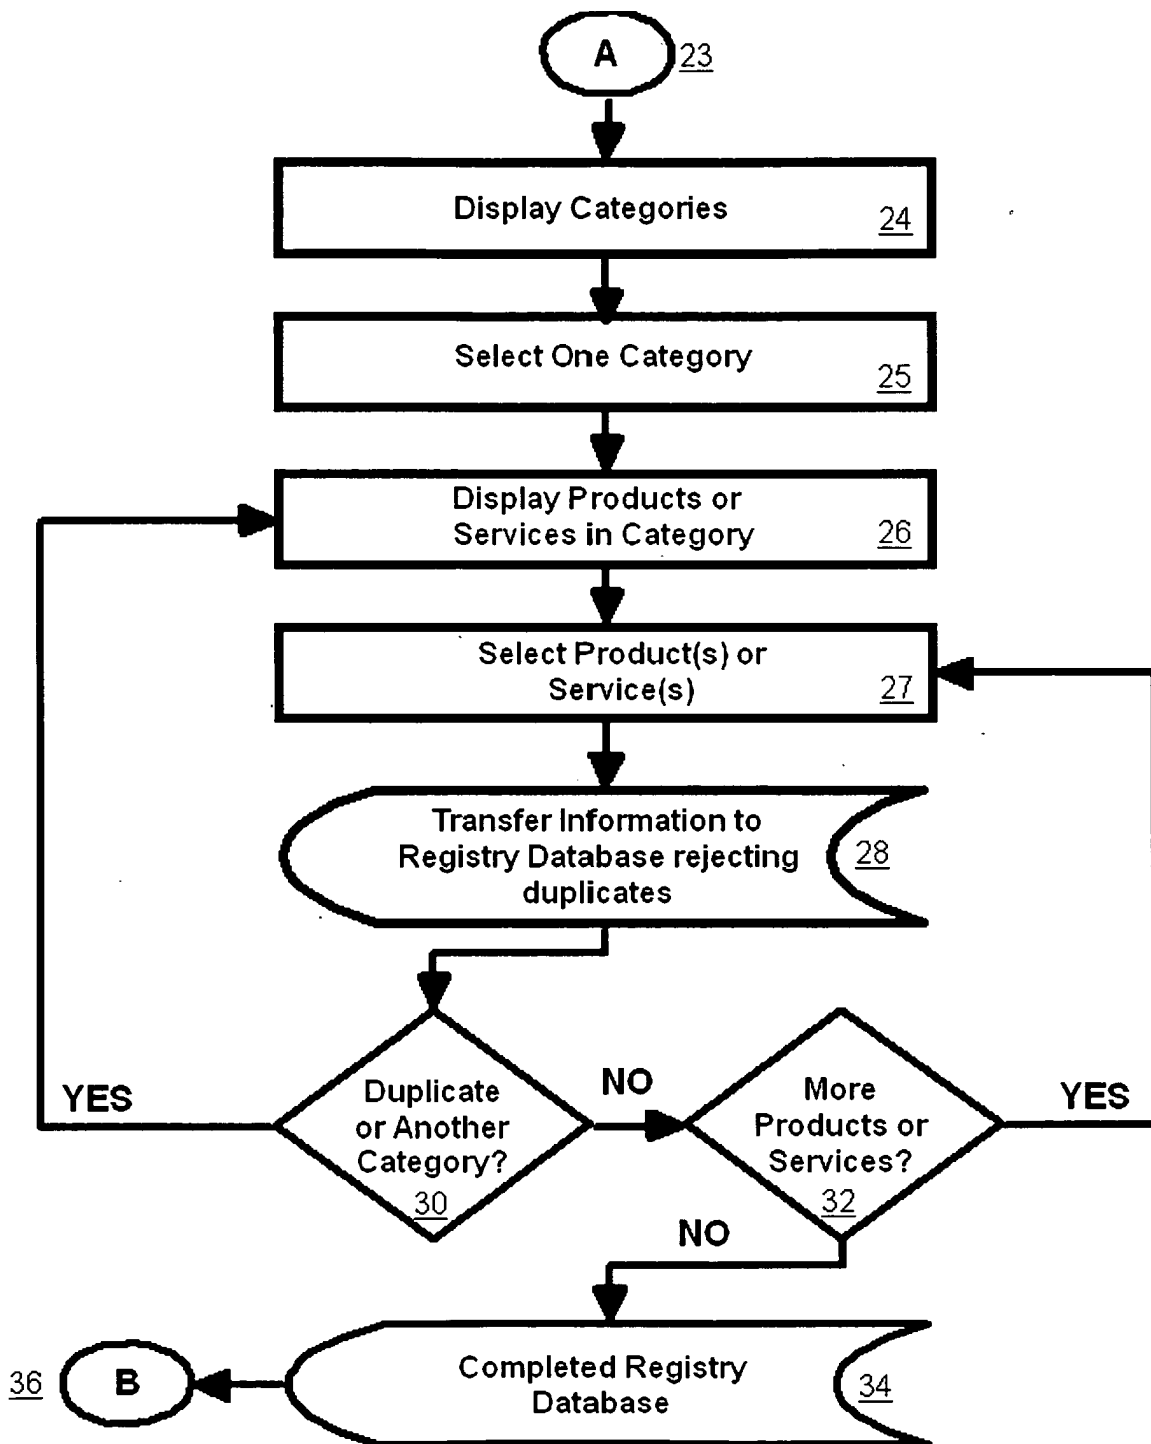 A
23
Display Categories
24
Select One Category
25
Display Products or
Services in Category
26
Select Product(s) or
Service(s)
27
Transfer Information to
Registry Database rejecting
duplicates
28
YES
Duplicate
or Another
Category?
30
NO
More
Products or
Services?
32
YES
NO
Completed Registry
Database
34
B
36